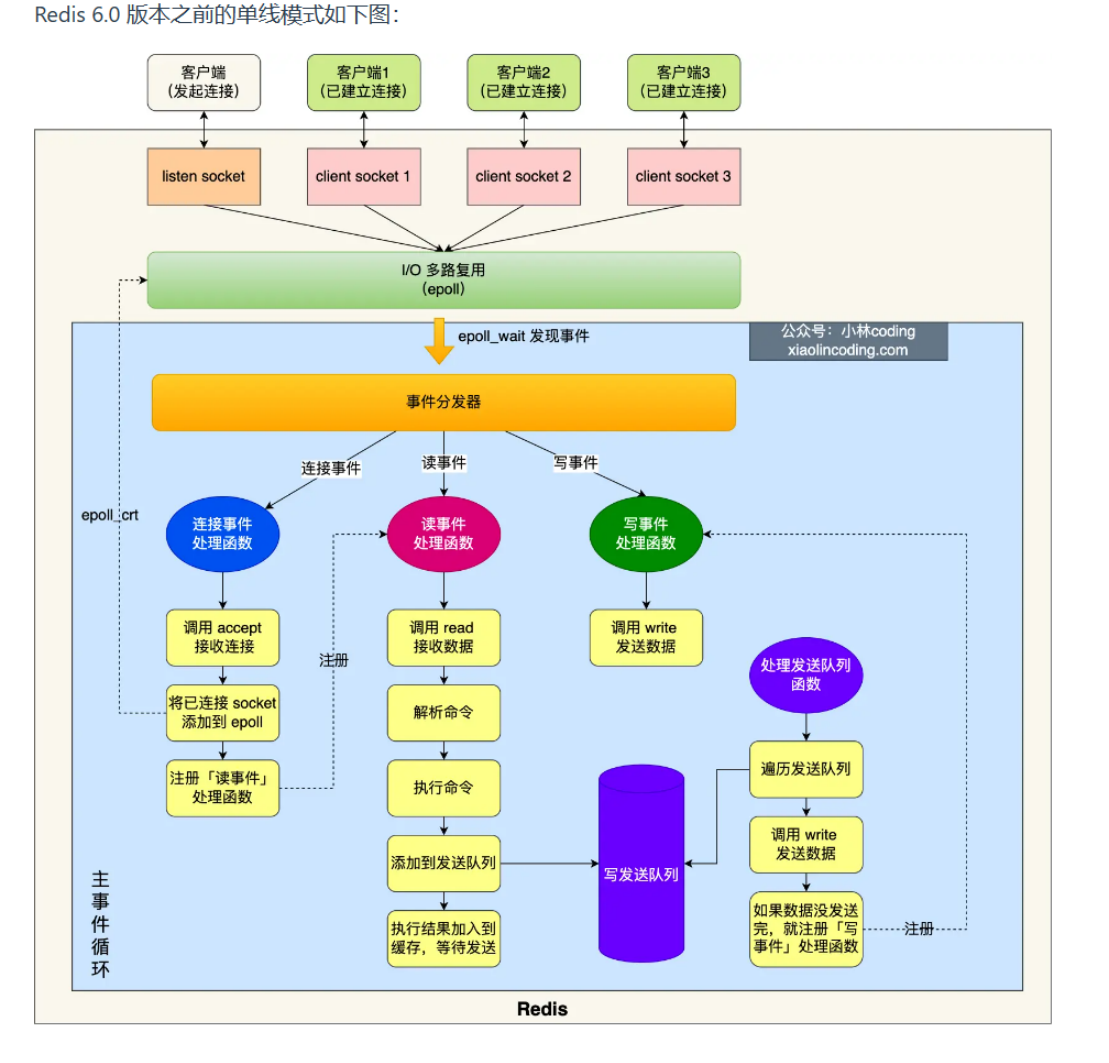 Redis 6.0 版本之前的单线模式如下图：
客户端
（发起连接）
客户端1
（已建立连接）
客户端2
（已建立连接）
客户端3
（已建立连接）
listen socket
client socket 1
client socket 2
client socket 3
I/O 多路复用
（epoll）
epoll_wait 发现事件
公众号：小林coding
xiaolincoding.com
事件分发器
连接事件
读事件
写事件
epoll_crt
连接事件
处理函数
读事件
处理函数
写事件
处理函数
调用 accept
接收连接
调用 read
接收数据
调用 write
发送数据
注册
处理发送队列
函数
将已连接 socket
添加到 epoll
解析命令
注册「读事件」
处理函数
执行命令
遍历发送队列
调用 write
发送数据
添加到发送队列
写发送队列
执行结果加入到
缓存，等待发送
如果数据没发送
完，就注册「写
事件」处理函数
注册
主
事
件
循
环
Redis